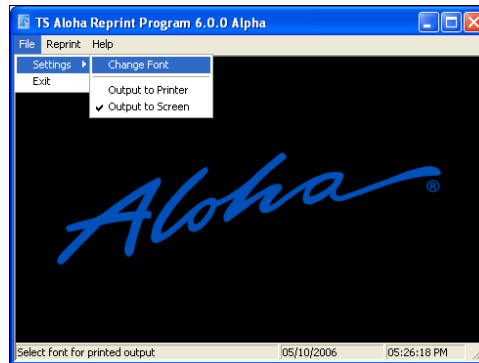 TS Aloha Reprint Program 6.0.0 Alpha
File Reprint Help
Settings Change Font
Exit
Output to Printer
Output to Screen
Aloha®
Select font for printed output 05/10/2006 05:26:18 PM